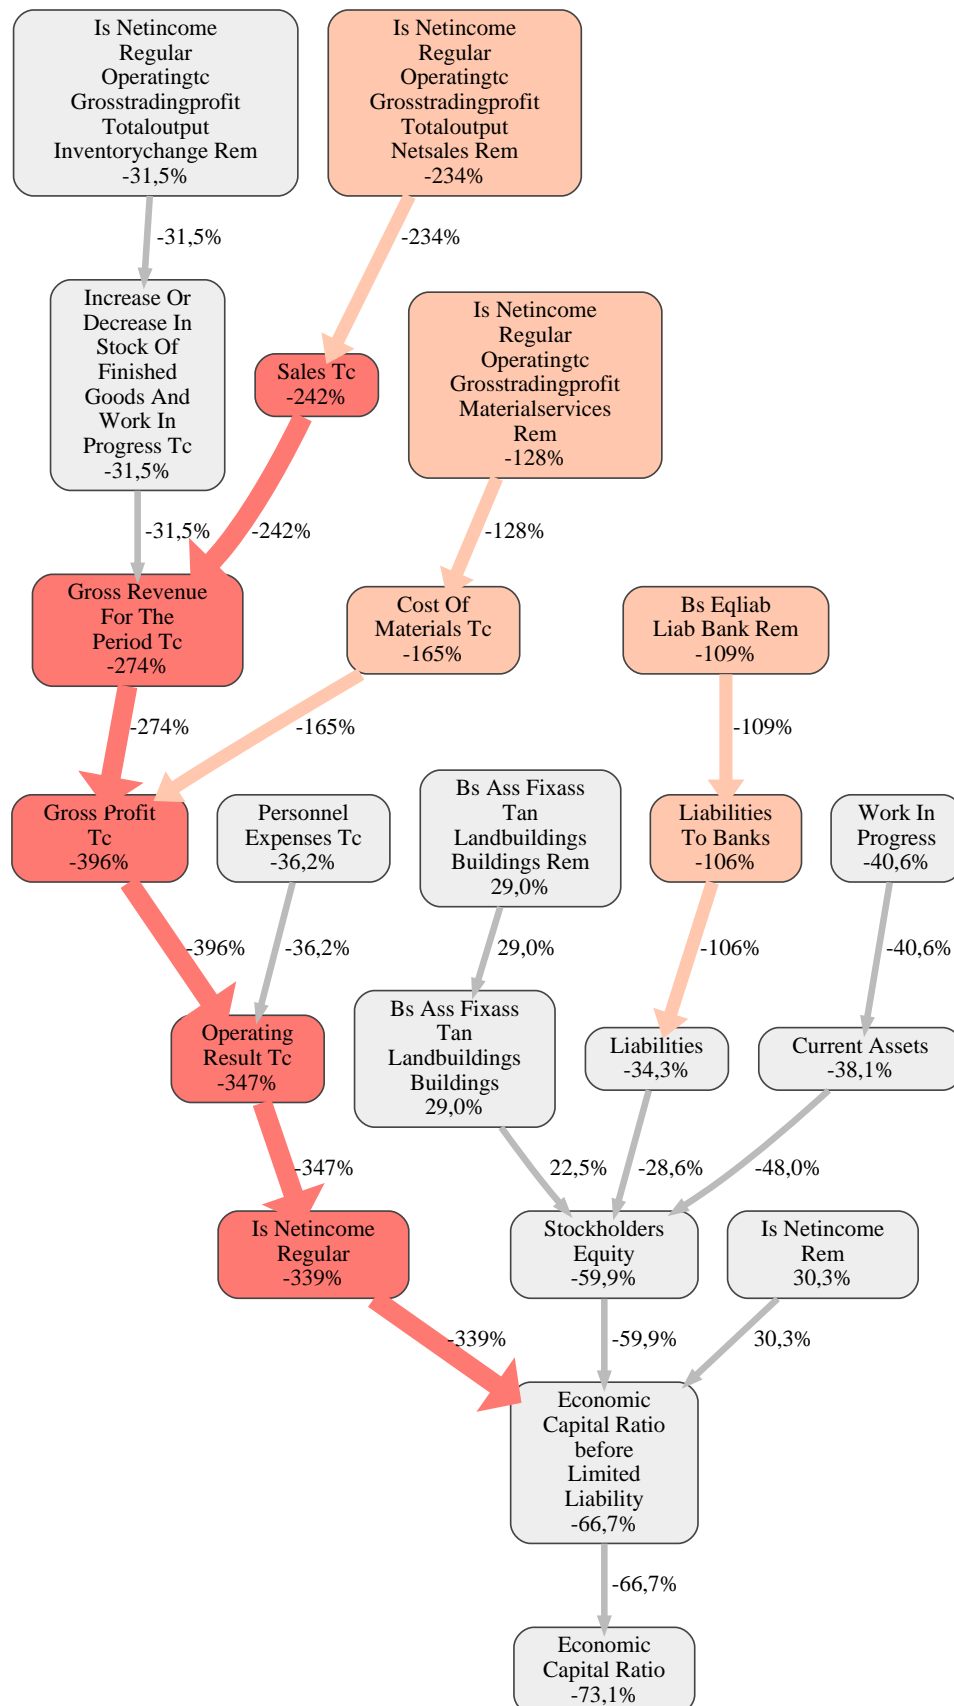 Is Netincome
Regular
Operatingtc
Grosstradingprofit
Totaloutput
Inventorychange Rem
-31,5%
Is Netincome
Regular
Operatingtc
Grosstradingprofit
Totaloutput
Netsales Rem
-234%
-31,5%
-234%
Increase Or
Decrease In
Stock Of
Finished
Goods And
Work In
Progress Tc
-31,5%
Sales Tc
-242%
Is Netincome
Regular
Operatingtc
Grosstradingprofit
Materialservices
Rem
-128%
-31,5%
-242%
-128%
Gross Revenue
For The
Period Tc
-274%
Cost Of
Materials Tc
-165%
Bs Eqliab
Liab Bank Rem
-109%
-274%
-165%
-109%
Gross Profit
Tc
-396%
Personnel
Expenses Tc
-36,2%
Bs Ass Fixass
Tan
Landbuildings
Buildings Rem
29,0%
Liabilities
To Banks
-106%
Work In
Progress
-40,6%
-396%
-36,2%
29,0%
-106%
-40,6%
Operating
Result Tc
-347%
Bs Ass Fixass
Tan
Landbuildings
Buildings
29,0%
Liabilities
-34,3%
Current Assets
-38,1%
-347%
22,5%
-28,6%
-48,0%
Is Netincome
Regular
-339%
Stockholders
Equity
-59,9%
Is Netincome
Rem
30,3%
-339%
-59,9%
30,3%
Economic
Capital Ratio
before
Limited
Liability
-66,7%
-66,7%
Economic
Capital Ratio
-73,1%